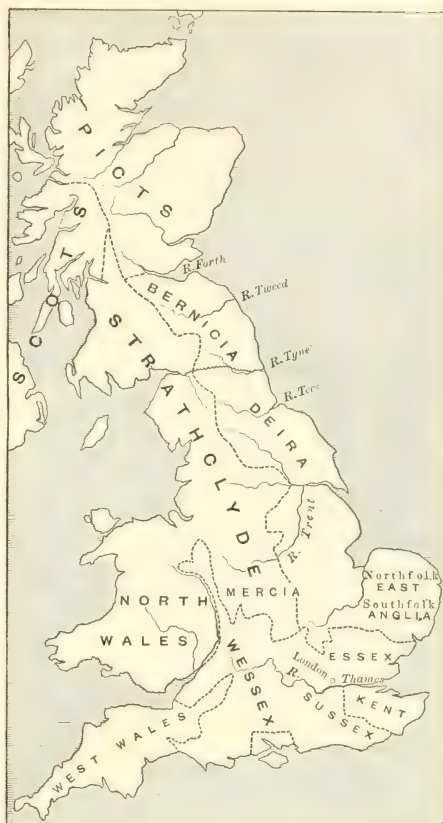 PICTS
SCOTS
R. Forth
BERNICIA
R. Tweed
STRATHCLYDE
R. Tyne
R. Tees
DEIRA
R. Trent
MERCIA
NORTH
WALES
Northfolk
EAST
Southfolk
ANGLIA
ESSEX
London
R. Thames
WESSEX
KENT
SUSSEX
WEST WALES